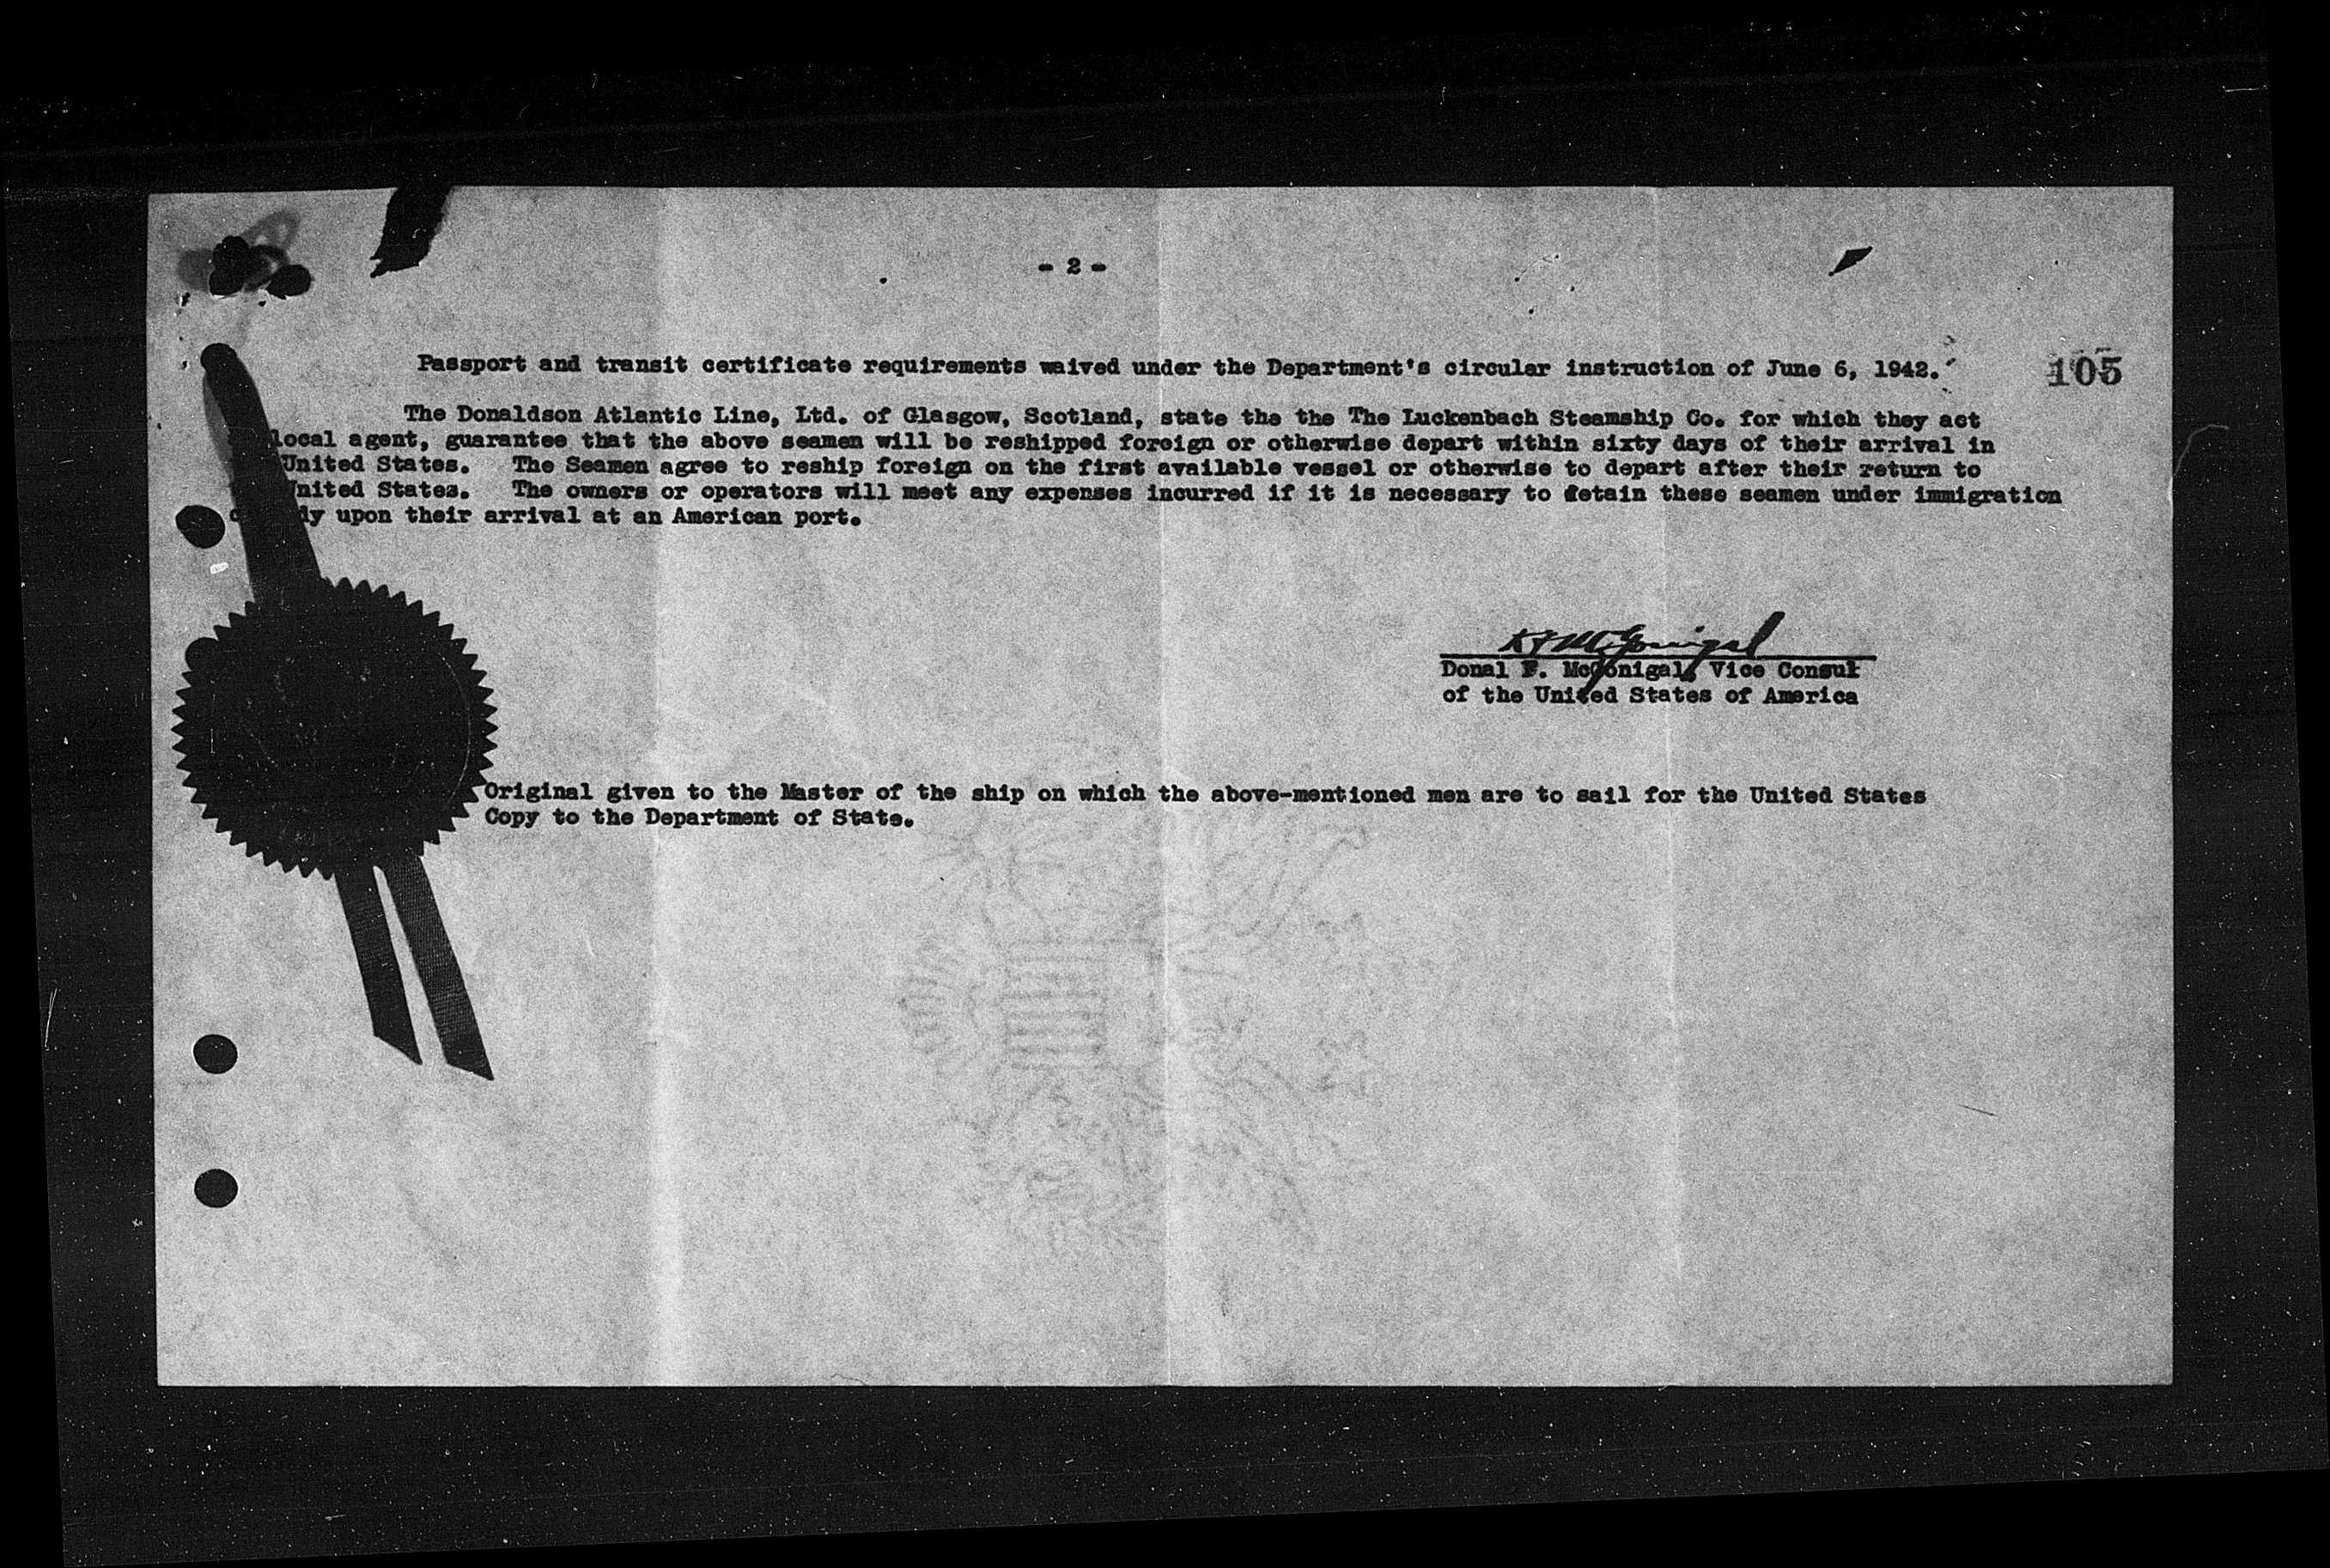 - 2 -
Passport and transit certificate requirements waived under the Department's circular instruction of June 6, 1942.
105
The Donaldson Atlantic Line, Ltd. of Glasgow, Scotland, state the the The Luckenbach Steamship Co. for which they act
local agent, guarantee that the above seamen will be reshipped foreign or otherwise depart within sixty days of their arrival in
United States. The Seamen agree to reship foreign on the first available vessel or otherwise to depart after their return to
United States. The owners or operators will meet any expenses incurred if it is necessary to detain these seamen under immigration
dy upon their arrival at an American port.
D F McGonigal
Donal F. McGonigal, Vice Consul
of the United States of America
Original given to the Master of the ship on which the above-mentioned men are to sail for the United States
Copy to the Department of State.